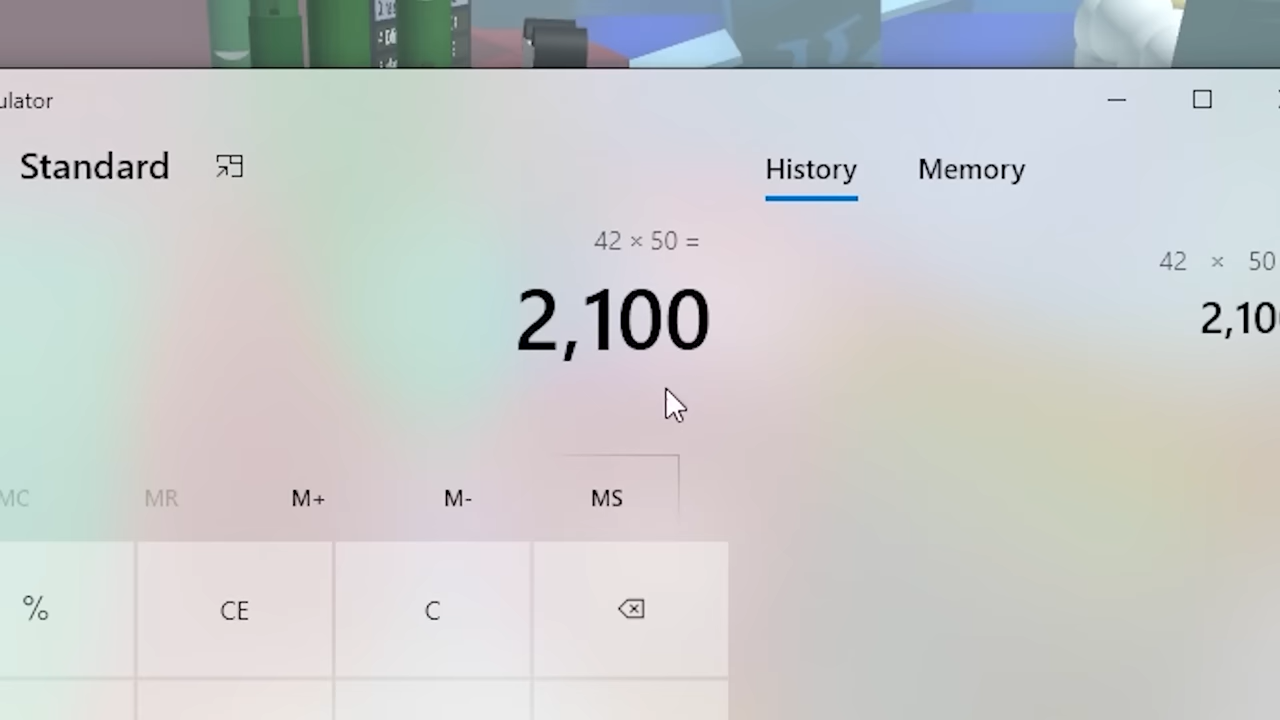 ulator
Standard
History Memory
42 × 50 =
2,100
42 × 50
2,10
MC MR M+ M- MS
% CE C